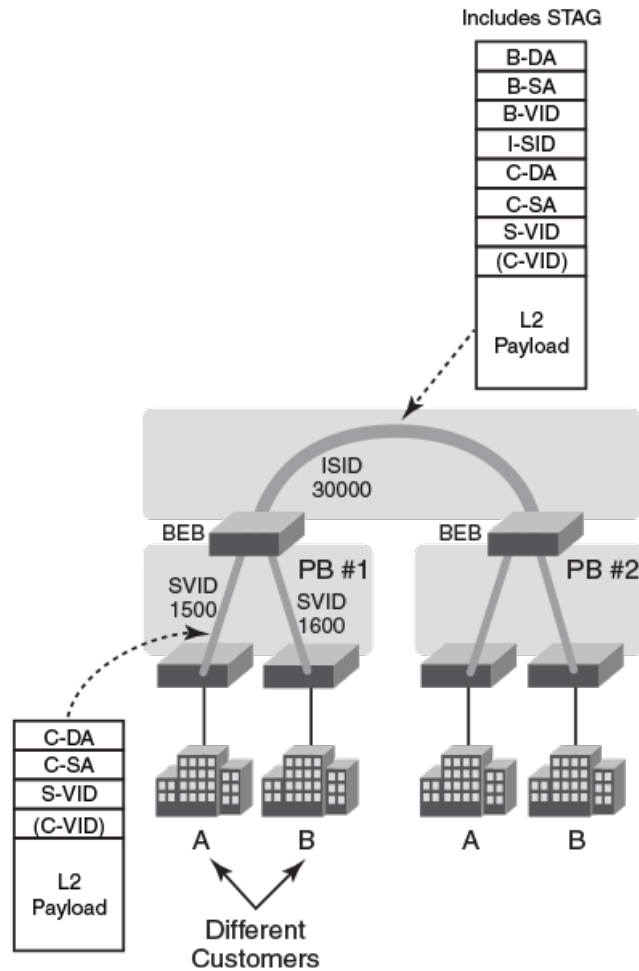 Includes STAG
B-DA
B-SA
B-VID
I-SID
C-DA
C-SA
S-VID
(C-VID)
L2
Payload
ISID
30000
BEB
BEB
PB #1
PB #2
SVID
1500
SVID
1600
C-DA
C-SA
S-VID
(C-VID)
L2
Payload
A
B
A
B
Different
Customers